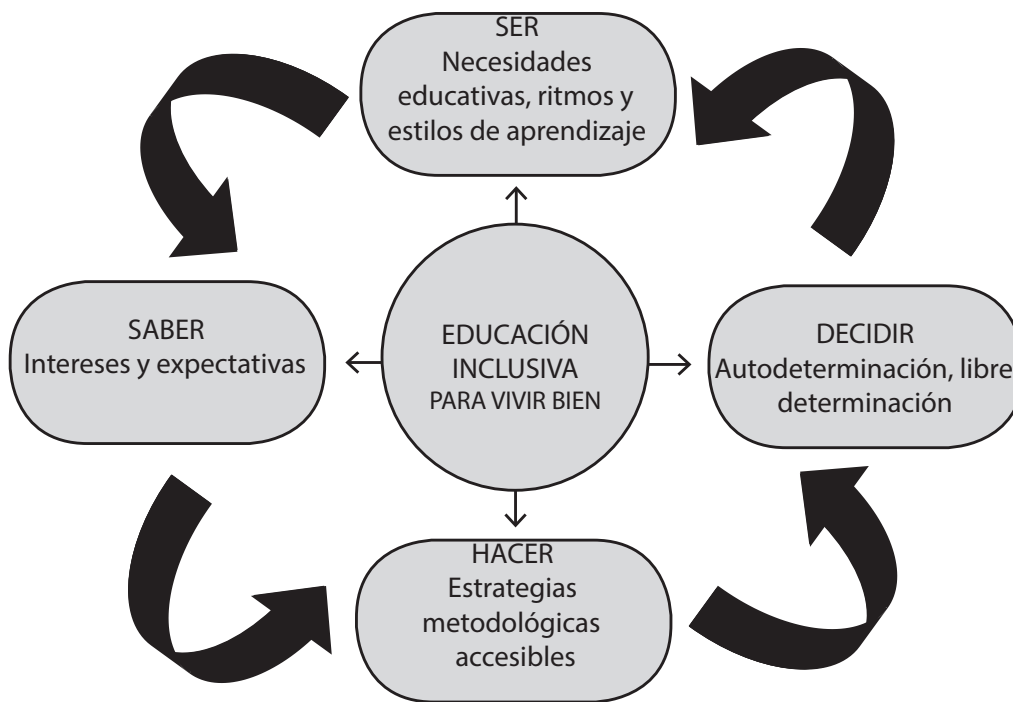 SER
Necesidades
educativas, ritmos y
estilos de aprendizaje
SABER
Intereses y expectativas
EDUCACIÓN
INCLUSIVA
PARA VIVIR BIEN
DECIDIR
Autodeterminación, libre
determinación
HACER
Estrategias
metodológicas
accesibles